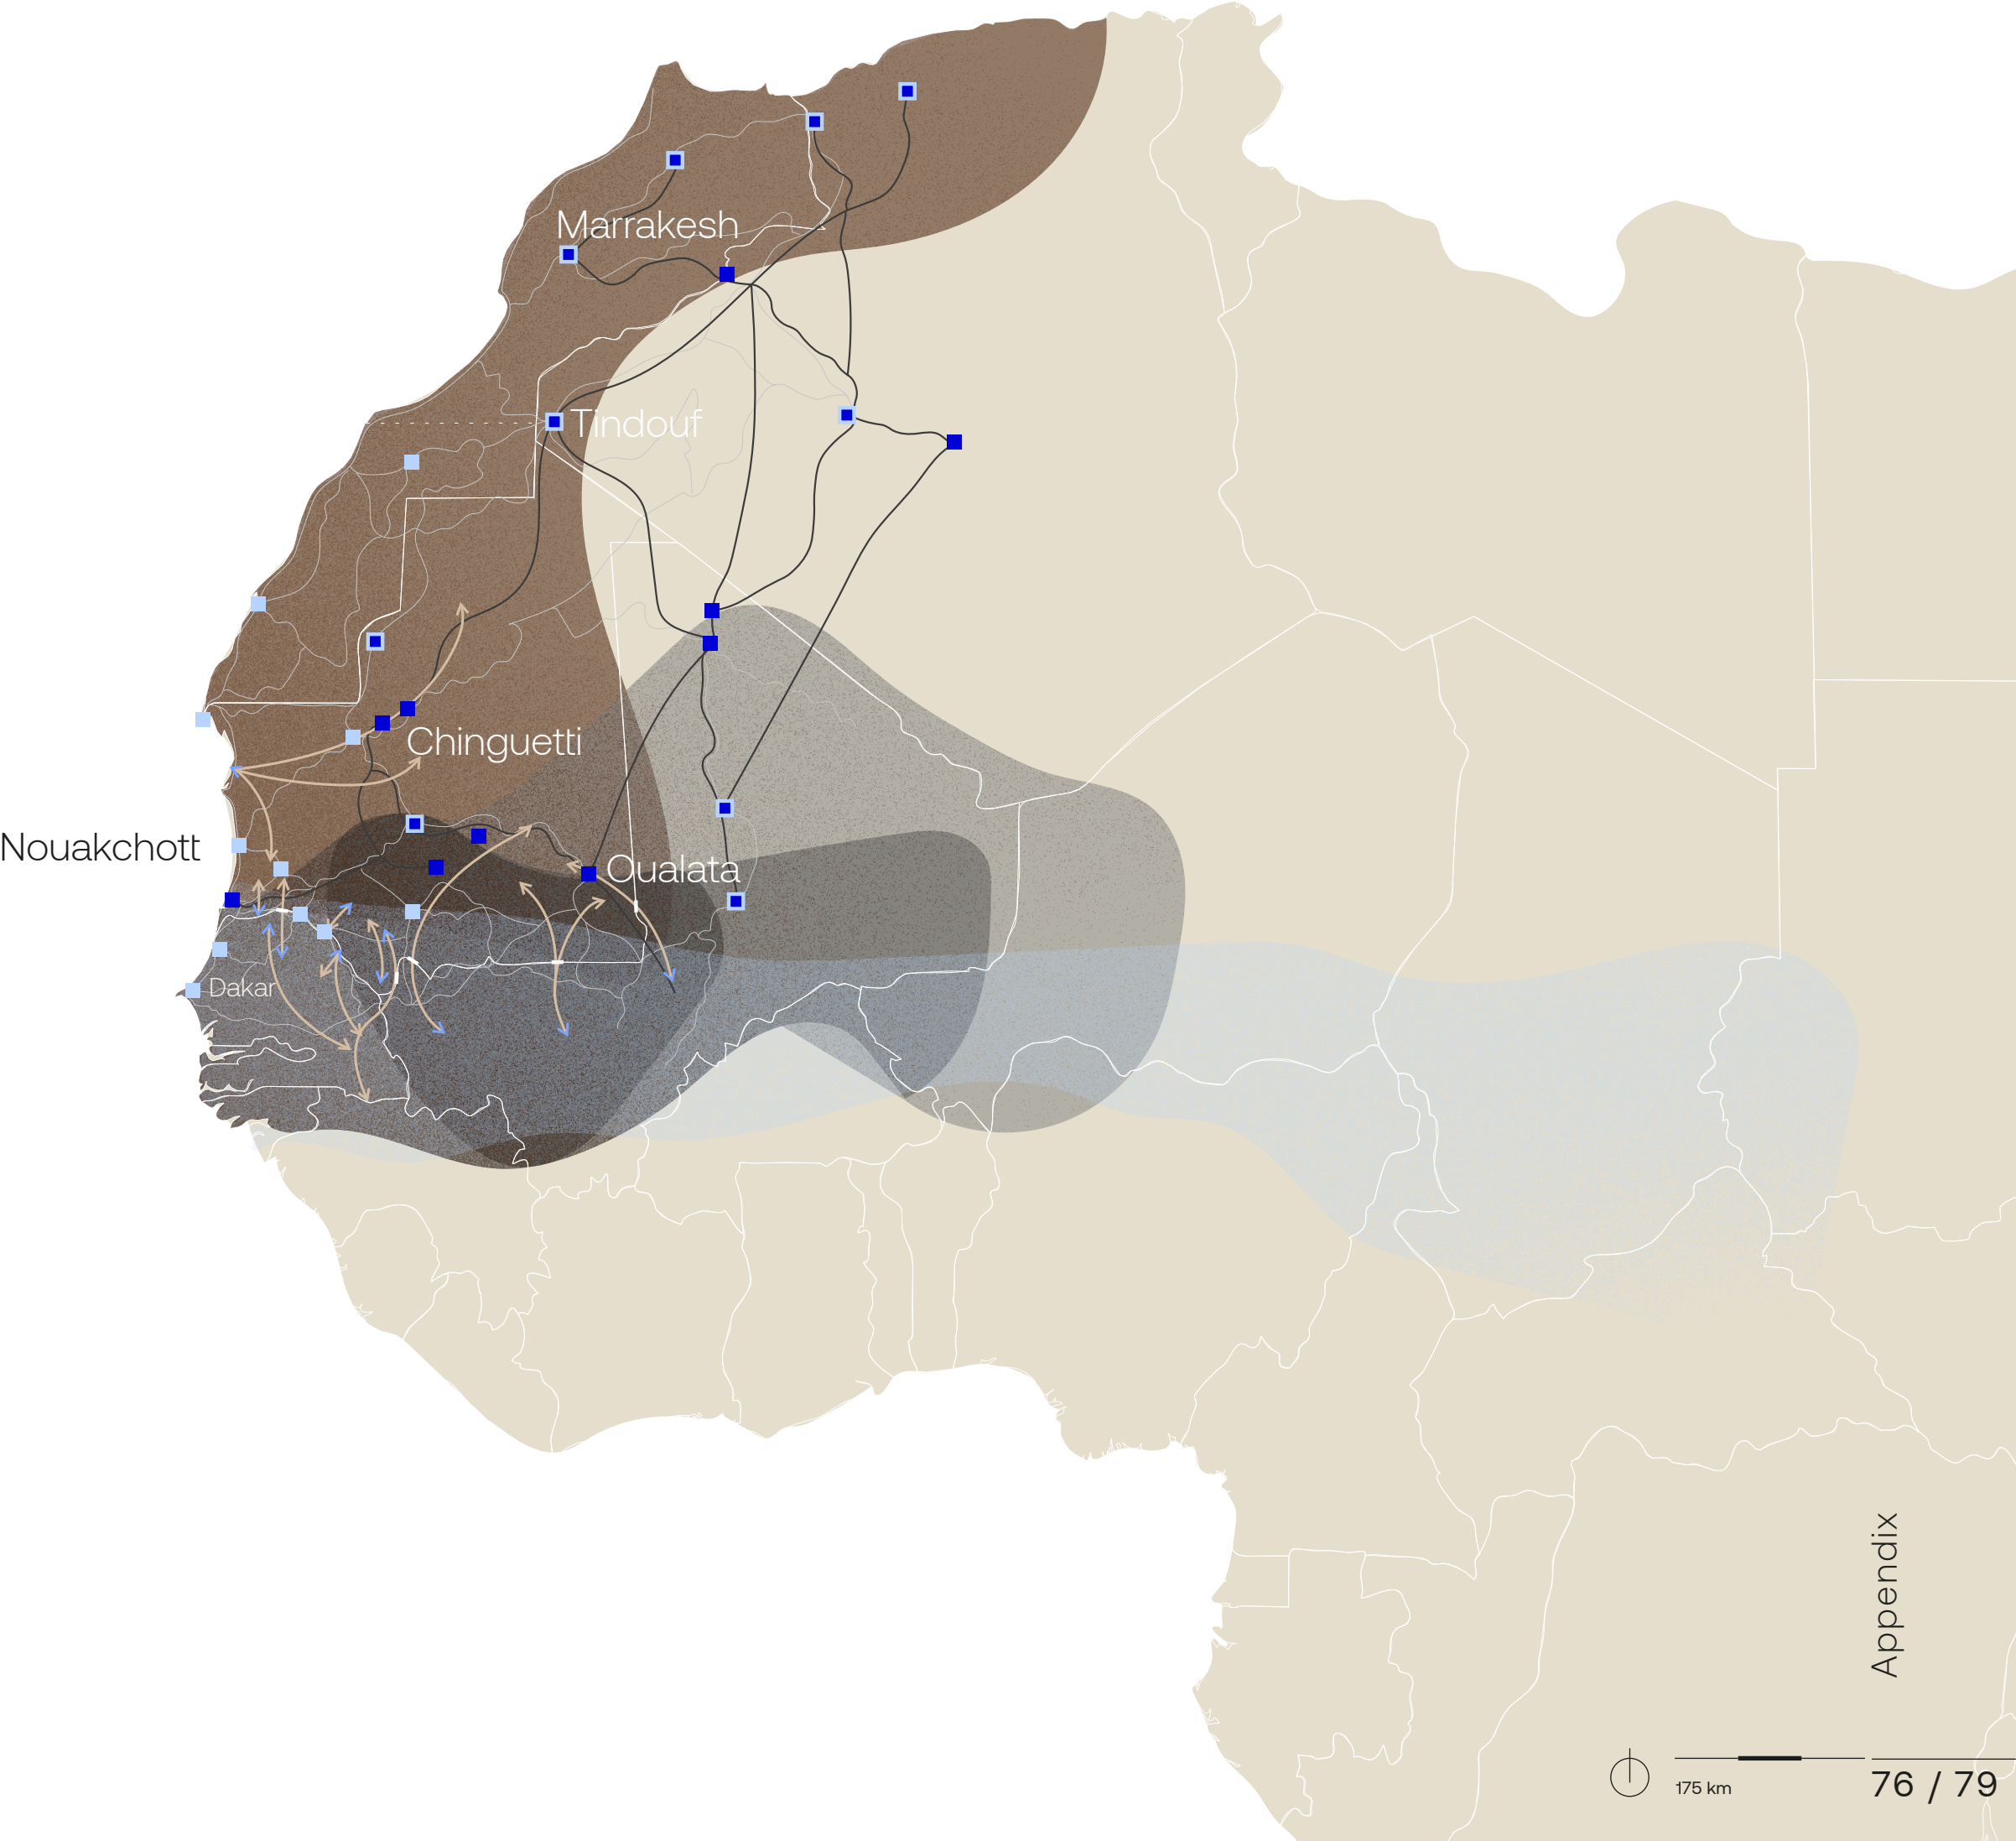 Marrakesh
Tindouf
Chinguetti
Nouakchott
Oualata
Dakar
Appendix
175 km
76 / 79